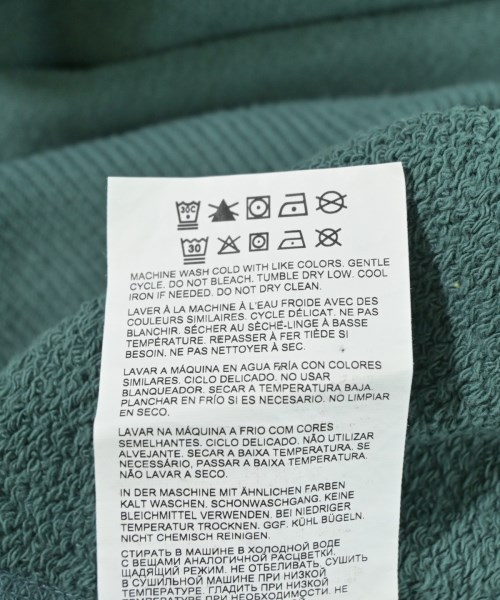 30C
30
MACHINE WASH COLD WITH LIKE COLORS. GENTLE
CYCLE. DO NOT BLEACH. TUMBLE DRY LOW. COOL
IRON IF NEEDED. DO NOT DRY CLEAN.
LAVER À LA MACHINE À L'EAU FROIDE AVEC DES
COULEURS SIMILAIRES. CYCLE DÉLICAT. NE PAS
BLANCHIR. SÉCHER AU SÈCHE-LINGE À BASSE
TEMPÉRATURE. REPASSER À FER TIÈDE SI
BESOIN. NE PAS NETTOYER À SEC.
LAVAR A MÁQUINA EN AGUA FRÍA CON COLORES
SIMILARES. CICLO DELICADO. NO USAR
BLANQUEADOR. SECAR A TEMPERATURA BAJA.
PLANCHAR EN FRÍO SI ES NECESARIO. NO LIMPIAR
EN SECO.
LAVAR NA MÁQUINA A FRIO COM CORES
SEMELHANTES. CICLO DELICADO. NÃO UTILIZAR
ALVEJANTE. SECAR A BAIXA TEMPERATURA. SE
NECESSÁRIO, PASSAR A BAIXA TEMPERATURA.
NÃO LAVAR A SECO.
IN DER MASCHINE MIT ÄHNLICHEN FARBEN
KALT WASCHEN. SCHONWASCHGANG. KEINE
BLEICHMITTEL VERWENDEN. BEI NIEDRIGER
TEMPERATUR TROCKNEN. GGF. KÜHL BÜGELN.
NICHT CHEMISCH REINIGEN.
СТИРАТЬ В МАШИНЕ В ХОЛОДНОЙ ВОДЕ
С ВЕЩАМИ АНАЛОГИЧНОЙ РАСЦВЕТКИ.
ЩАДЯЩИЙ РЕЖИМ. НЕ ОТБЕЛИВАТЬ. СУШИТЬ
В СУШИЛЬНОЙ МАШИНЕ ПРИ НИЗКОЙ
ТЕМПЕРАТУРЕ. ГЛАДИТЬ ПРИ НИЗКОЙ
ТЕМПЕРАТУРЕ ПРИ НЕОБХОДИМОСТИ. НЕ